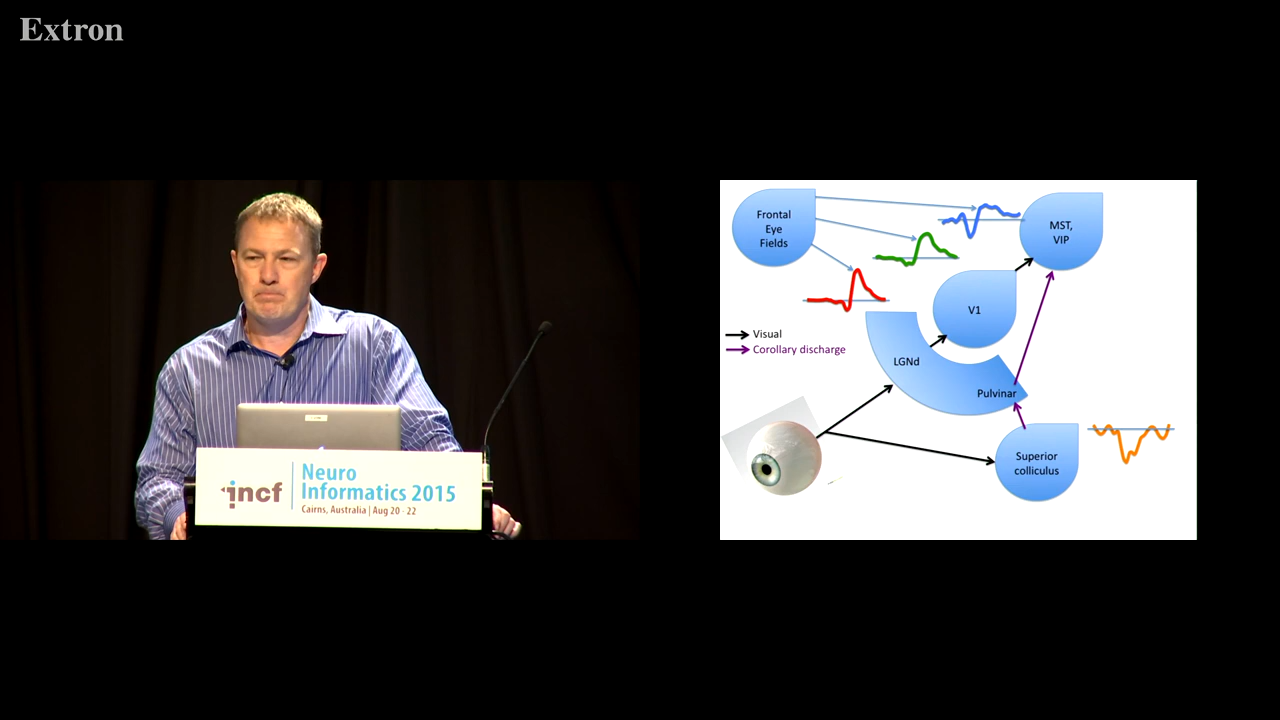 Extron
incf
Neuro
Informatics 2015
Cairns, Australia | Aug 20 - 22
Frontal
Eye
Fields
MST,
VIP
V1
Visual
Corollary discharge
LGNd
Pulvinar
Superior
colliculus